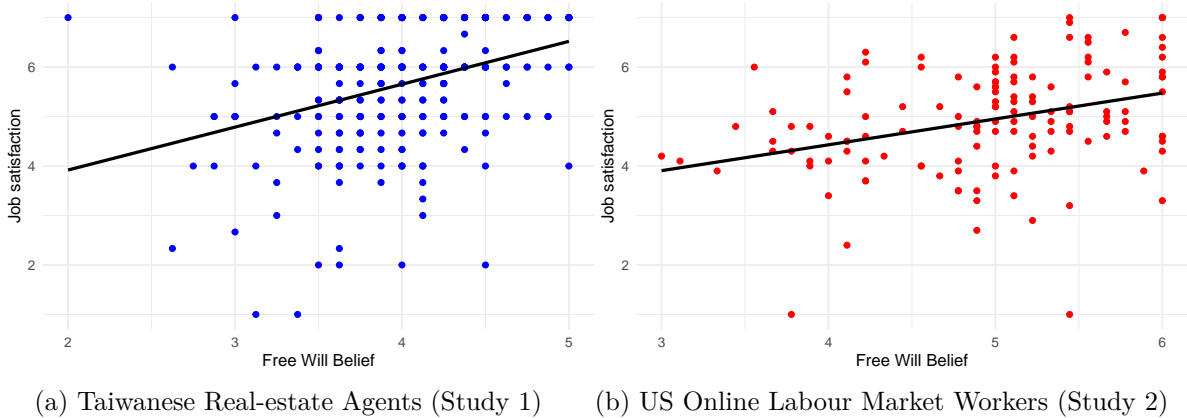 6
4
2
Job satisfaction
2
3
4
5
Free Will Belief
6
4
2
Job satisfaction
3
4
5
6
Free Will Belief
(a) Taiwanese Real-estate Agents (Study 1)
(b) US Online Labour Market Workers (Study 2)